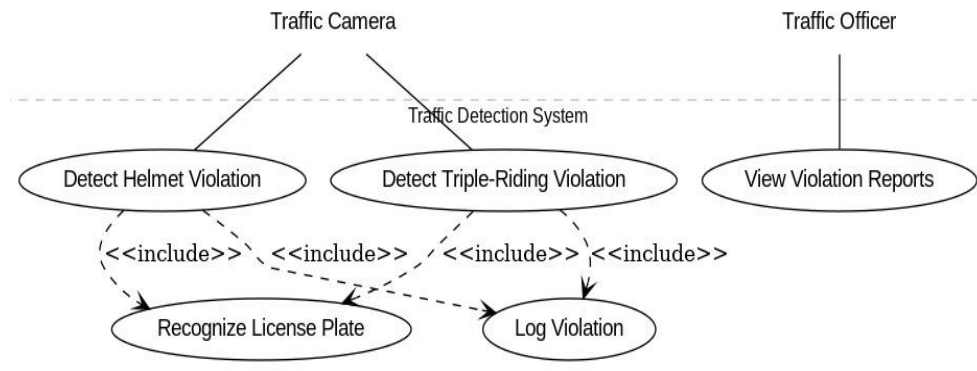 Traffic Camera
Traffic Officer
Traffic Detection System
Detect Helmet Violation
Detect Triple-Riding Violation
View Violation Reports
<<include>>
<<include>>
<<include>>
<<include>>
Recognize License Plate
Log Violation